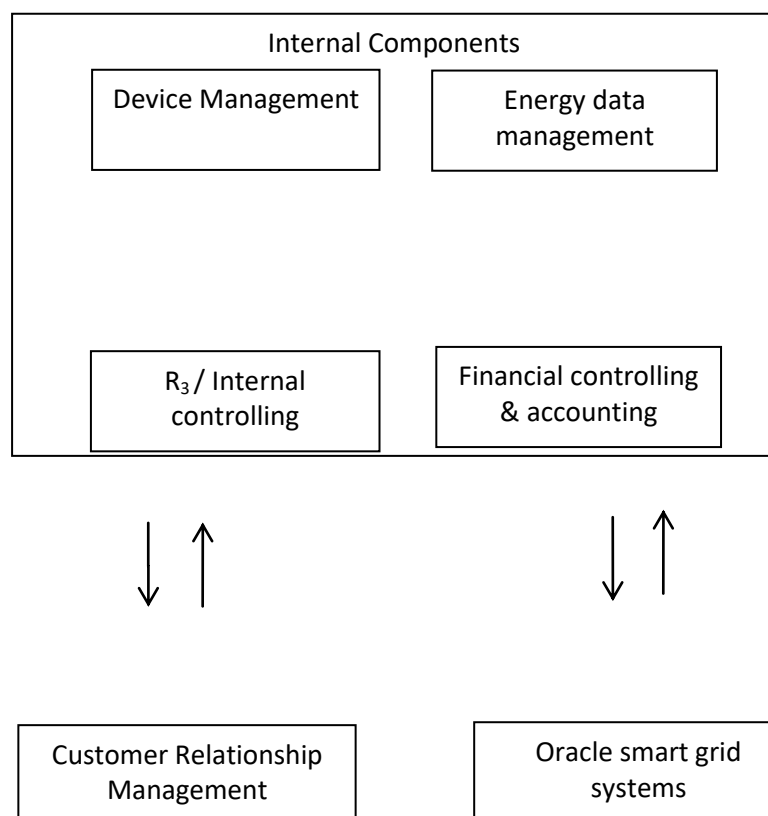 Internal Components
Device Management
Energy data
management
R₃ / Internal
controlling
Financial controlling
& accounting
Customer Relationship
Management
Oracle smart grid
systems